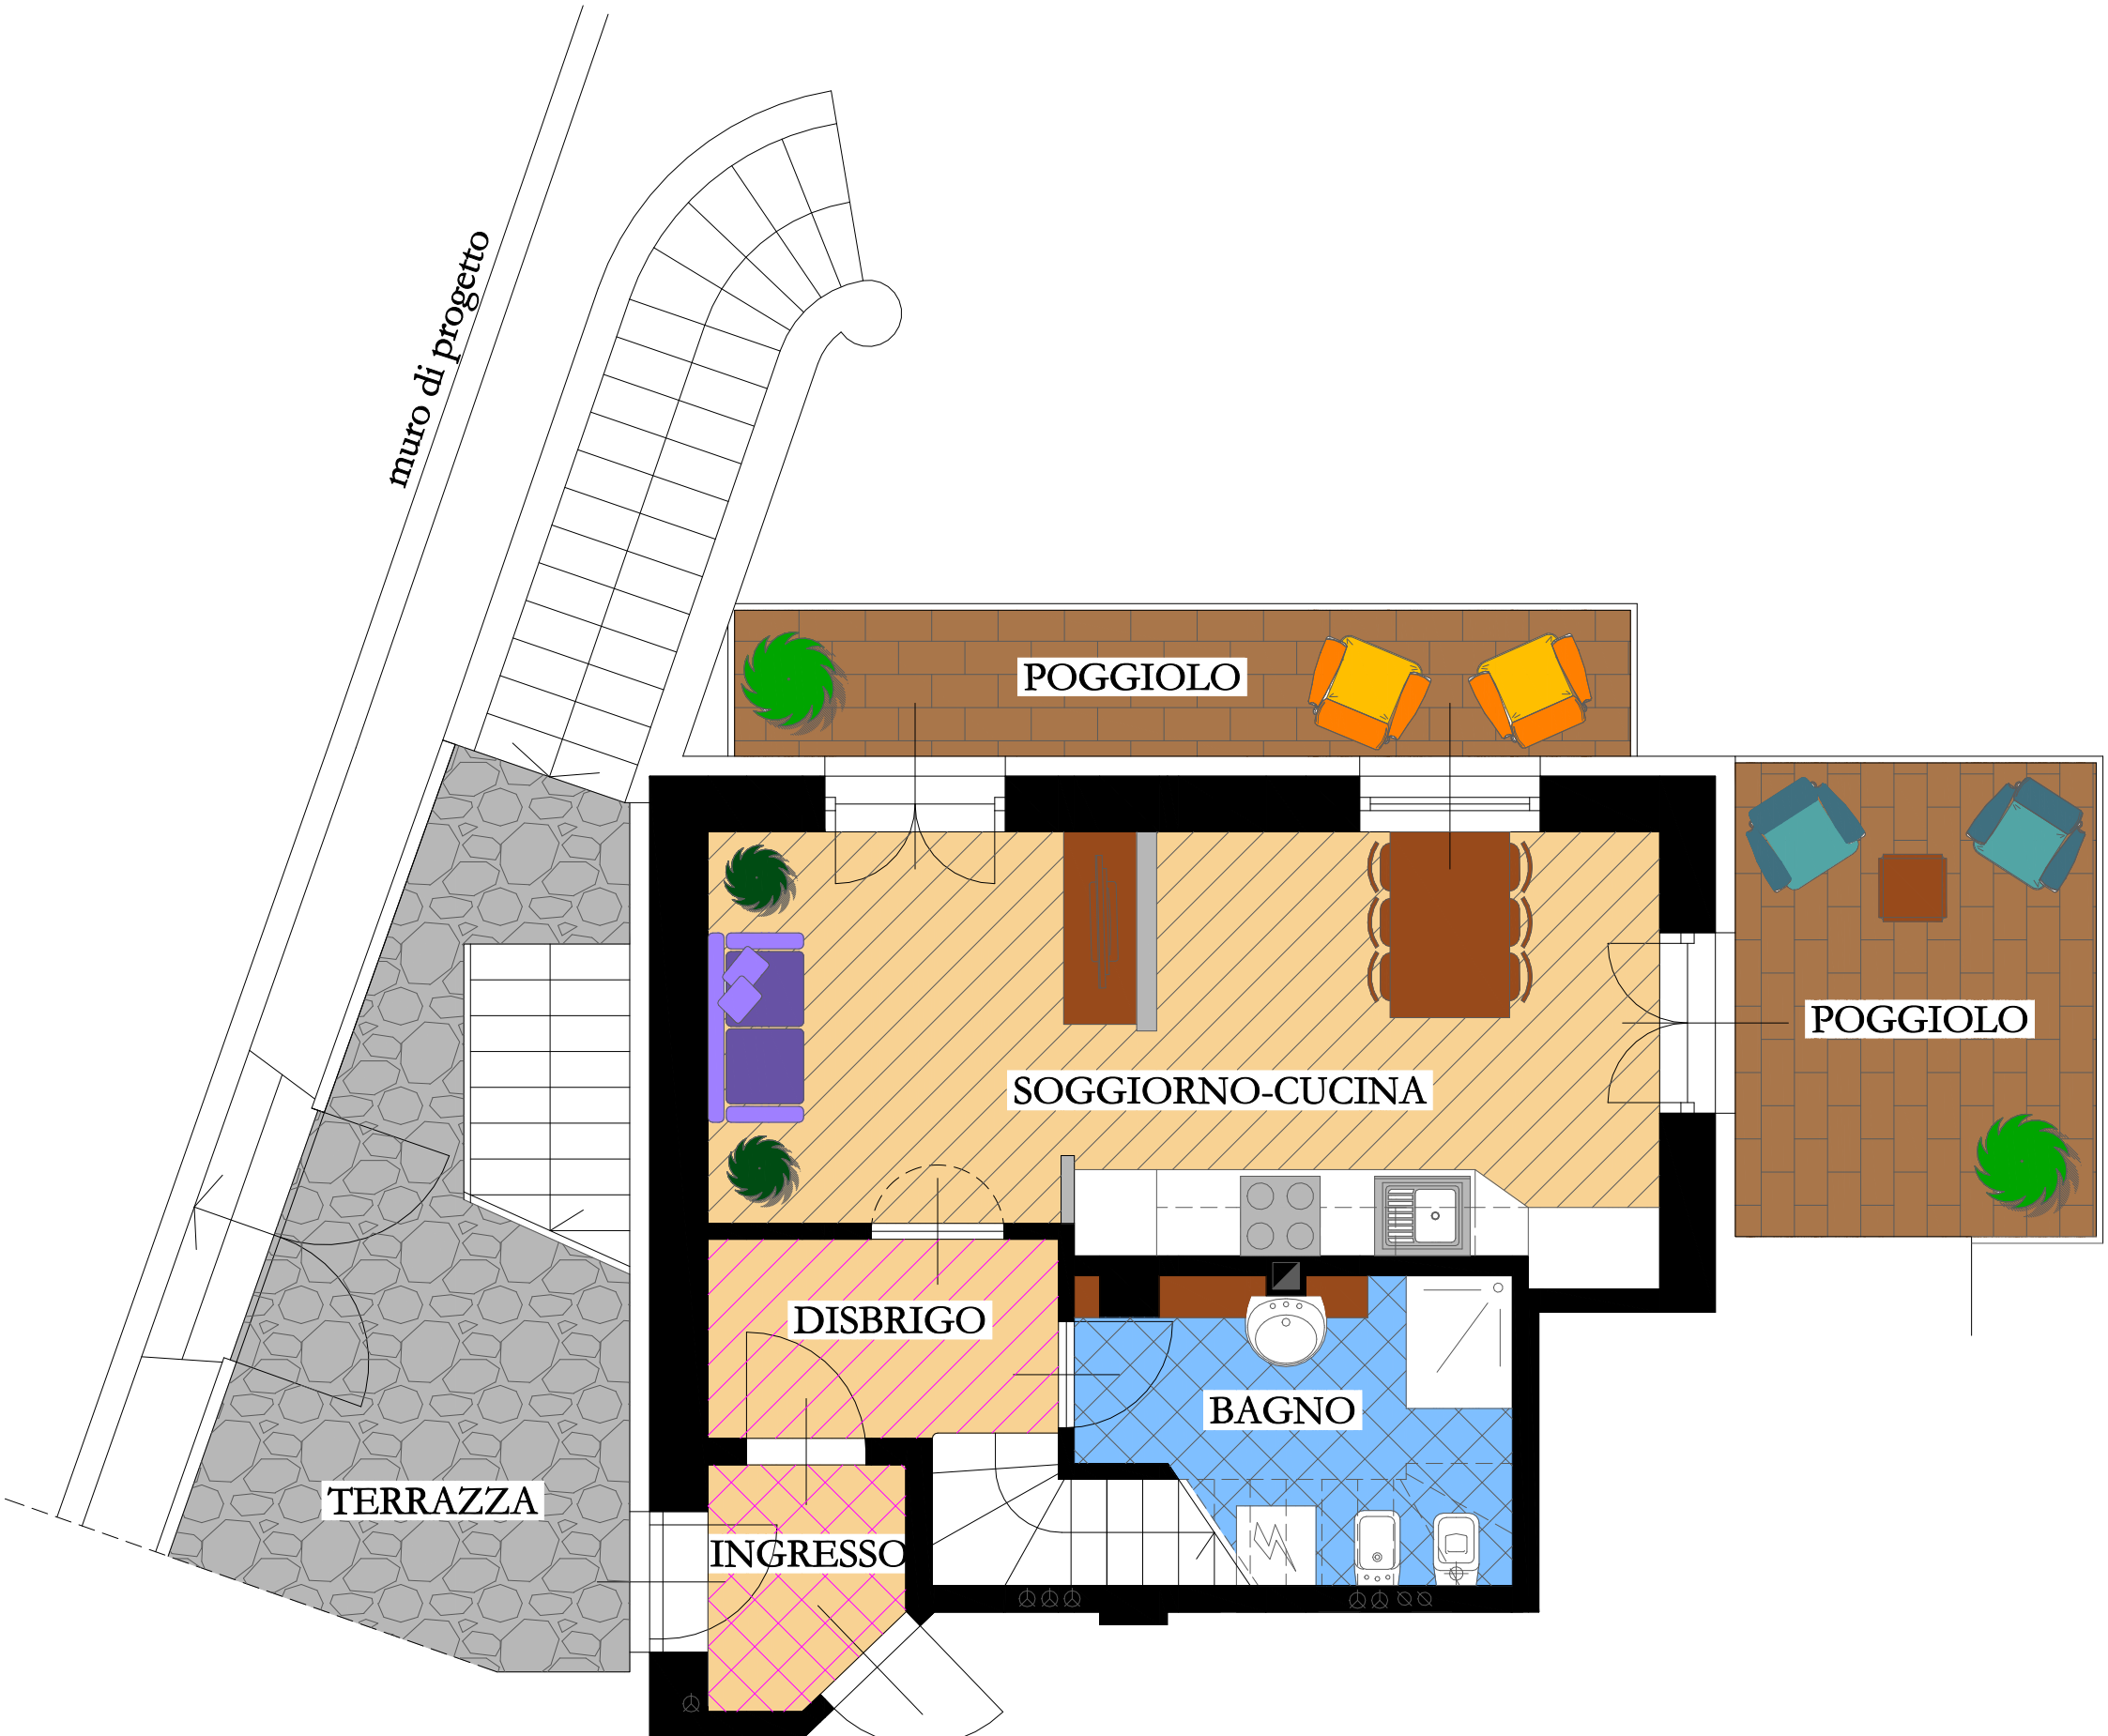 muro di progetto
POGGIOLO
POGGIOLO
SOGGIORNO-CUCINA
DISBRIGO
BAGNO
TERRAZZA
INGRESSO